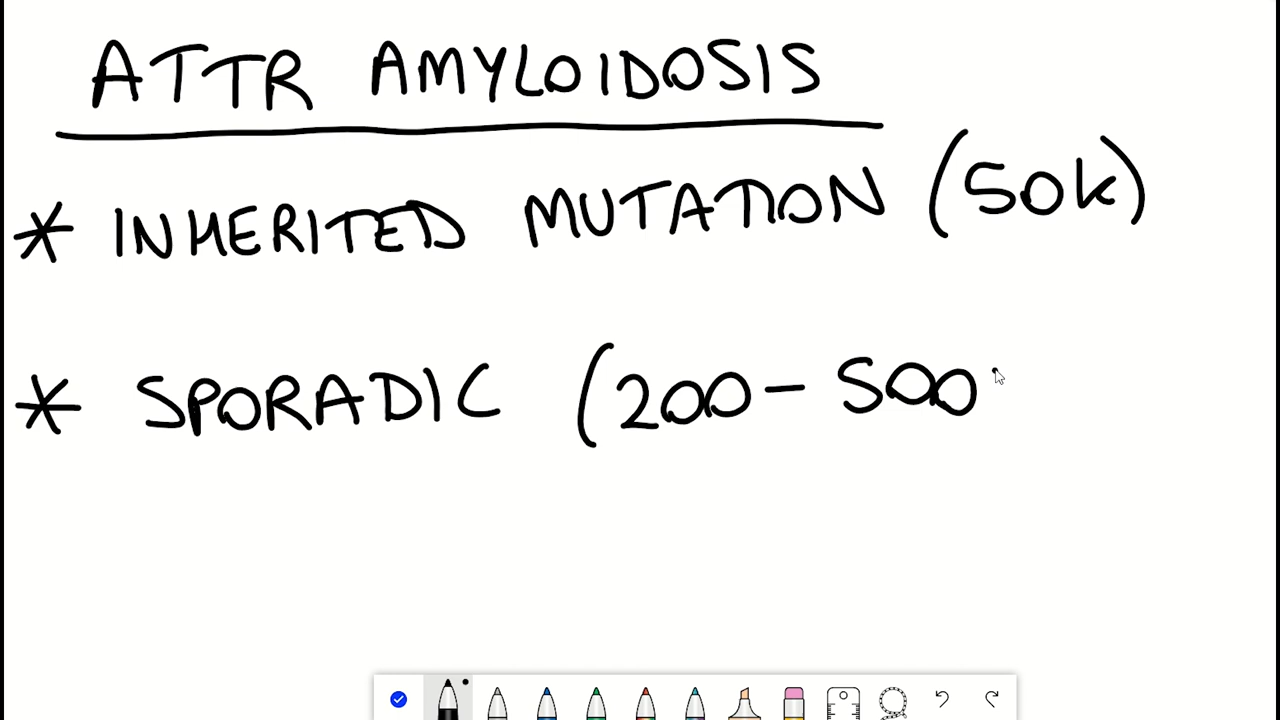 ATTR AMYLOIDOSIS
* INHERITED MUTATION (50K)
* SPORADIC (200 - 500